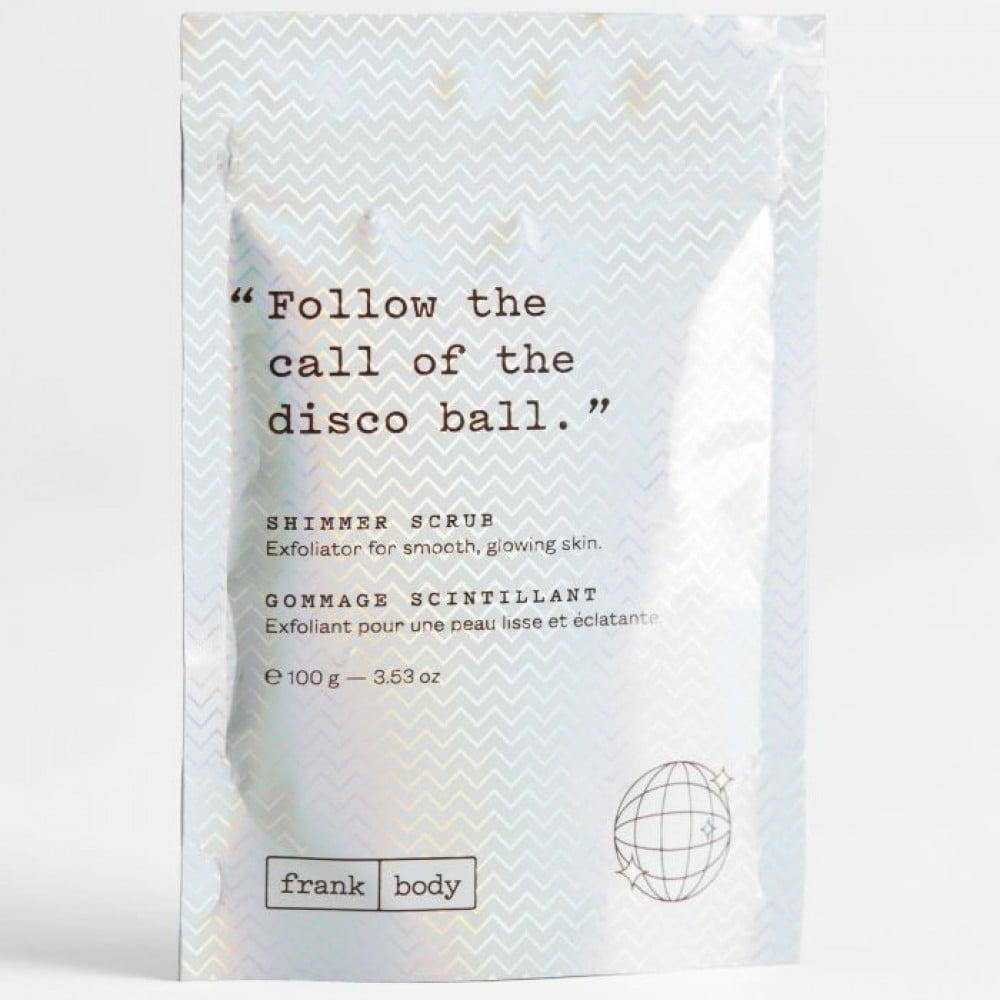 “Follow the
call of the
disco ball.”
SHIMMER SCRUB
Exfoliator for smooth, glowing skin.
GOMMAGE SCINTILLANT
Exfoliant pour une peau lisse et éclatante.
℮ 100 g — 3.53 oz
frank body